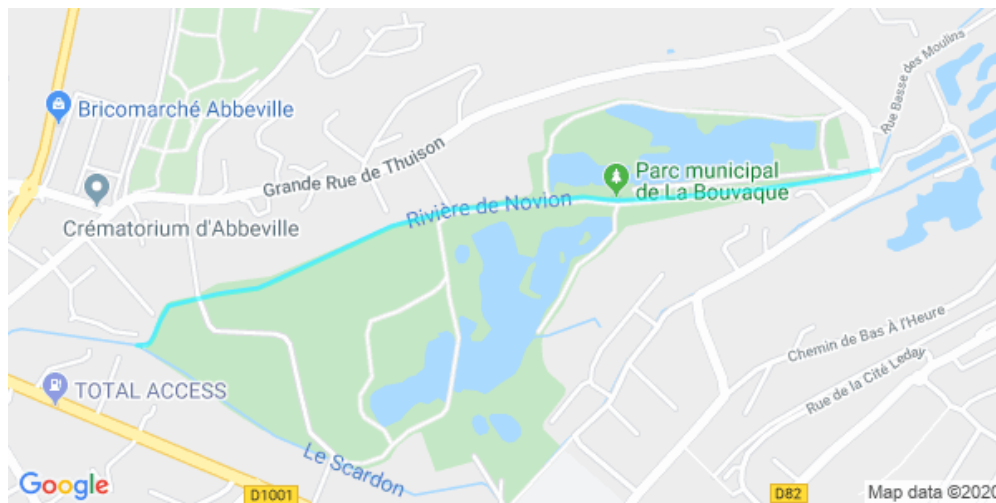 Bricomarché Abbeville
Rue Basse des Moulins
Grande Rue de Thuison
Parc municipal
de La Bouvaque
Rivière de Novion
Crématorium d'Abbeville
Chemin de Bas À l'Heure
Rue de la Cité Leday
TOTAL ACCESS
Le Scardon
Google
D1001
D82
Map data ©2020